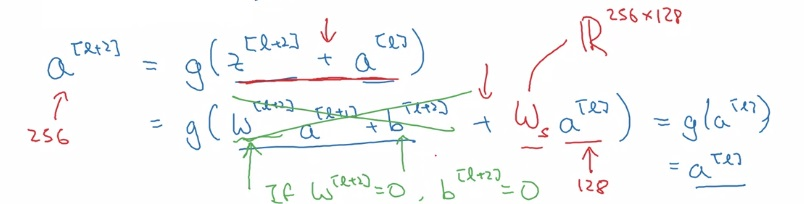 a^[l+2] = g(z^[l+2] + a^[l])
ℝ^256×128
256
= g(W^[l+2] a^[l+1] + b^[l+2] + W_s a^[l]) = g(a^[l])
= a^[l]
If W^[l+2]=0, b^[l+2]=0
128